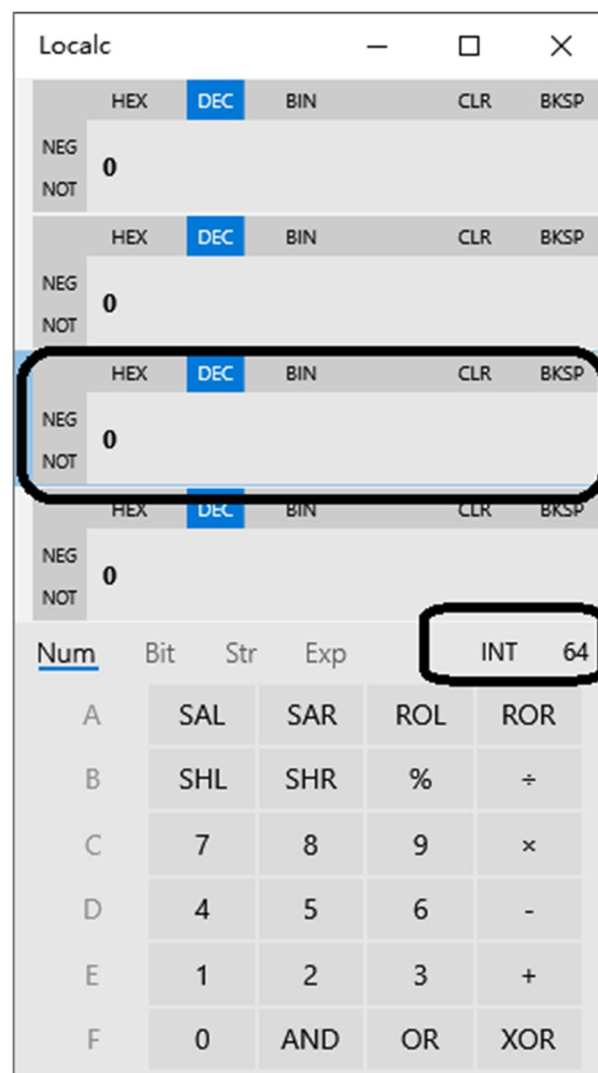 Localc
HEX DEC BIN CLR BKSP
NEG
0
NOT
HEX DEC BIN CLR BKSP
NEG
0
NOT
HEX DEC BIN CLR BKSP
NEG
0
NOT
HEX DEC BIN CLR BKSP
NEG
0
NOT
Num Bit Str Exp INT 64
A SAL SAR ROL ROR
B SHL SHR % ÷
C 7 8 9 ×
D 4 5 6 -
E 1 2 3 +
F 0 AND OR XOR